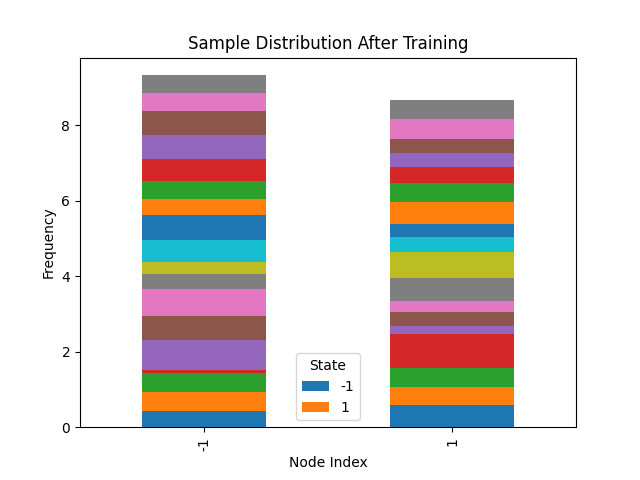 Sample Distribution After Training
Frequency
8
6
4
2
0
State
-1
1
-1
1
Node Index